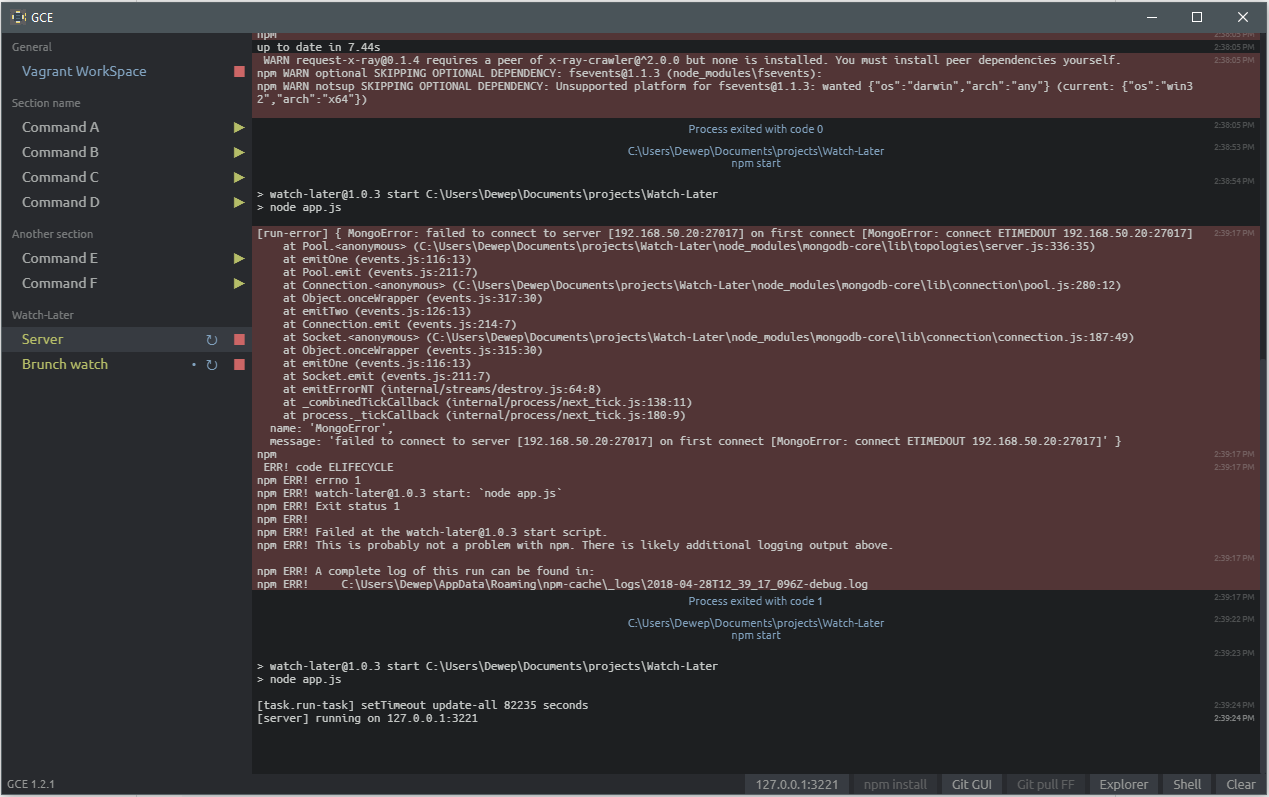 GCE
General
Vagrant WorkSpace
Section name
Command A
Command B
Command C
Command D
Another section
Command E
Command F
Watch-Later
Server
Brunch watch
GCE 1.2.1
npm 2:38:05 PM
up to date in 7.44s 2:38:05 PM
WARN request-x-ray@0.1.4 requires a peer of x-ray-crawler@^2.0.0 but none is installed. You must install peer dependencies yourself. 2:38:05 PM
npm WARN optional SKIPPING OPTIONAL DEPENDENCY: fsevents@1.1.3 (node_modules\fsevents):
npm WARN notsup SKIPPING OPTIONAL DEPENDENCY: Unsupported platform for fsevents@1.1.3: wanted {"os":"darwin","arch":"any"} (current: {"os":"win3
2","arch":"x64"})
Process exited with code 0 2:38:05 PM
C:\Users\Dewep\Documents\projects\Watch-Later 2:38:53 PM
npm start
2:38:54 PM
> watch-later@1.0.3 start C:\Users\Dewep\Documents\projects\Watch-Later
> node app.js
[run-error] { MongoError: failed to connect to server [192.168.50.20:27017] on first connect [MongoError: connect ETIMEDOUT 192.168.50.20:27017] 2:39:17 PM
at Pool.<anonymous> (C:\Users\Dewep\Documents\projects\Watch-Later\node_modules\mongodb-core\lib\topologies\server.js:336:35)
at emitOne (events.js:116:13)
at Pool.emit (events.js:211:7)
at Connection.<anonymous> (C:\Users\Dewep\Documents\projects\Watch-Later\node_modules\mongodb-core\lib\connection\pool.js:280:12)
at Object.onceWrapper (events.js:317:30)
at emitTwo (events.js:126:13)
at Connection.emit (events.js:214:7)
at Socket.<anonymous> (C:\Users\Dewep\Documents\projects\Watch-Later\node_modules\mongodb-core\lib\connection\connection.js:187:49)
at Object.onceWrapper (events.js:315:30)
at emitOne (events.js:116:13)
at Socket.emit (events.js:211:7)
at emitErrorNT (internal/streams/destroy.js:64:8)
at _combinedTickCallback (internal/process/next_tick.js:138:11)
at process._tickCallback (internal/process/next_tick.js:180:9)
name: 'MongoError',
message: 'failed to connect to server [192.168.50.20:27017] on first connect [MongoError: connect ETIMEDOUT 192.168.50.20:27017]' }
npm 2:39:17 PM
ERR! code ELIFECYCLE 2:39:17 PM
npm ERR! errno 1
npm ERR! watch-later@1.0.3 start: `node app.js`
npm ERR! Exit status 1
npm ERR!
npm ERR! Failed at the watch-later@1.0.3 start script.
npm ERR! This is probably not a problem with npm. There is likely additional logging output above.
2:39:17 PM
npm ERR! A complete log of this run can be found in:
npm ERR! C:\Users\Dewep\AppData\Roaming\npm-cache\_logs\2018-04-28T12_39_17_096Z-debug.log
Process exited with code 1 2:39:17 PM
C:\Users\Dewep\Documents\projects\Watch-Later 2:39:22 PM
npm start
2:39:23 PM
> watch-later@1.0.3 start C:\Users\Dewep\Documents\projects\Watch-Later
> node app.js
[task.run-task] setTimeout update-all 82235 seconds 2:39:24 PM
[server] running on 127.0.0.1:3221 2:39:24 PM
127.0.0.1:3221 npm install Git GUI Git pull FF Explorer Shell Clear